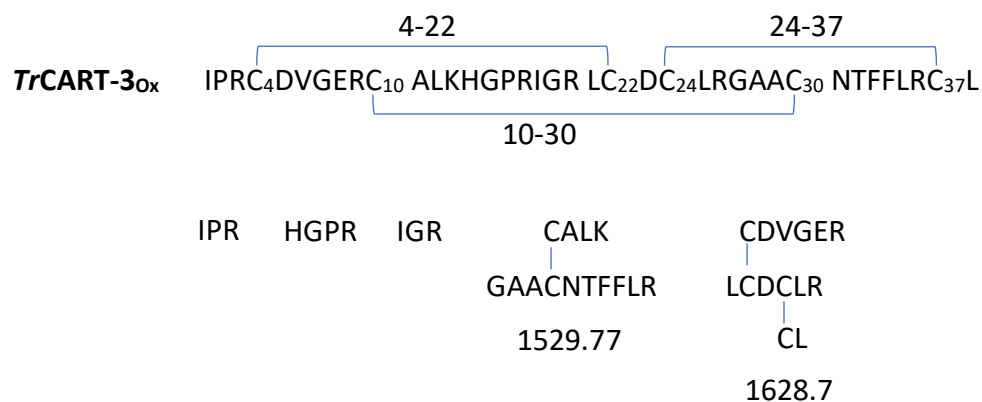 4-22 24-37
TrCART-3Ox IPRC4DVGERC10 ALKHGPRIGR LC22DC24LRGAAC30 NTFFLRC37L
10-30
IPR HGPR IGR CALK CDVGER
GAACNTFFLR LCDCLR
1529.77 CL
1628.7